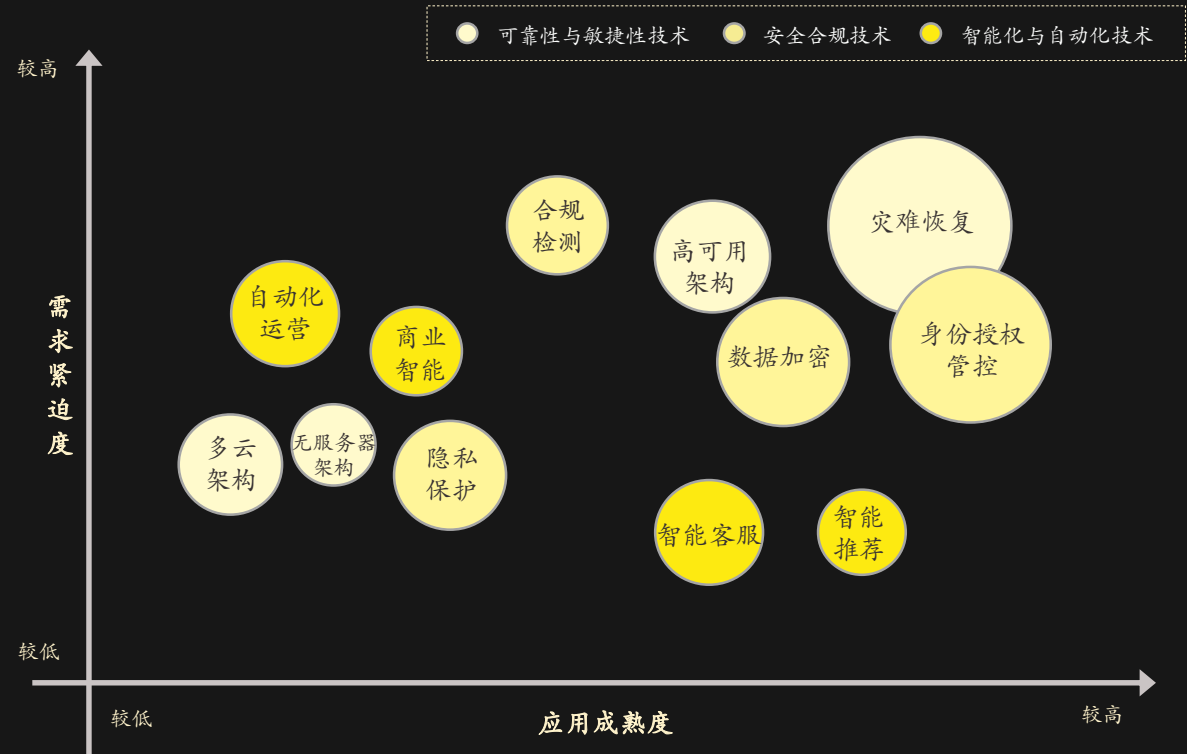 可靠性与敏捷性技术
安全合规技术
智能化与自动化技术
较高
需求紧迫度
较低
合规
检测
高可用
架构
灾难恢复
自动化
运营
商业
智能
数据加密
身份授权
管控
多云
架构
无服务器
架构
隐私
保护
智能客服
智能
推荐
较低
应用成熟度
较高